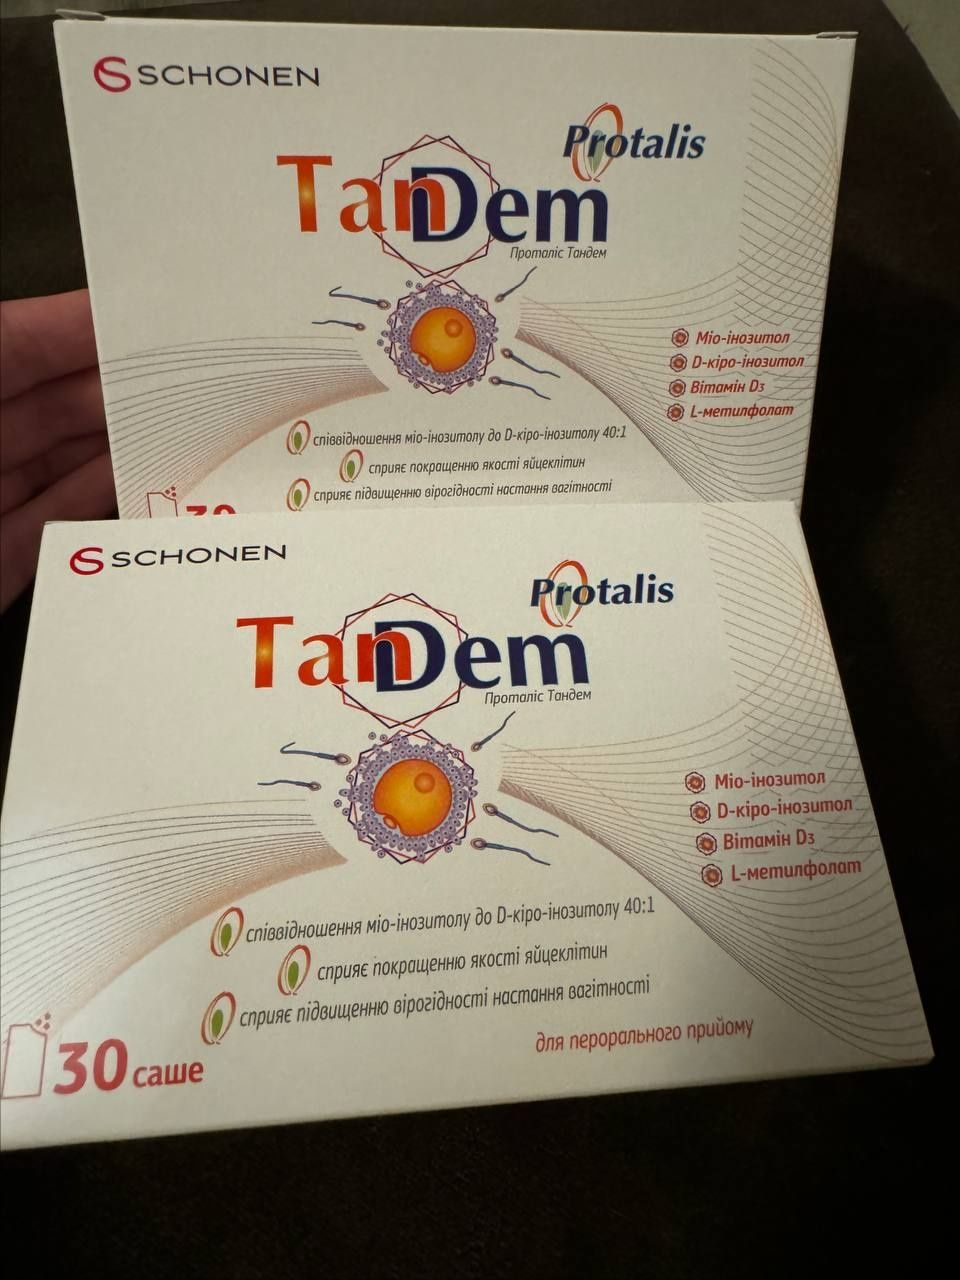 SCHONEN
Protalis
TanDem
Проталіс Тандем
Міо-інозитол
D-кіро-інозитол
Вітамін D3
L-метилфолат
співвідношення міо-інозитолу до D-кіро-інозитолу 40:1
сприяє покращенню якості яйцеклітин
сприяє підвищенню вірогідності настання вагітності
30
SCHONEN
Protalis
TanDem
Проталіс Тандем
Міо-інозитол
D-кіро-інозитол
Вітамін D3
L-метилфолат
співвідношення міо-інозитолу до D-кіро-інозитолу 40:1
сприяє покращенню якості яйцеклітин
сприяє підвищенню вірогідності настання вагітності
для перорального прийому
30 саше